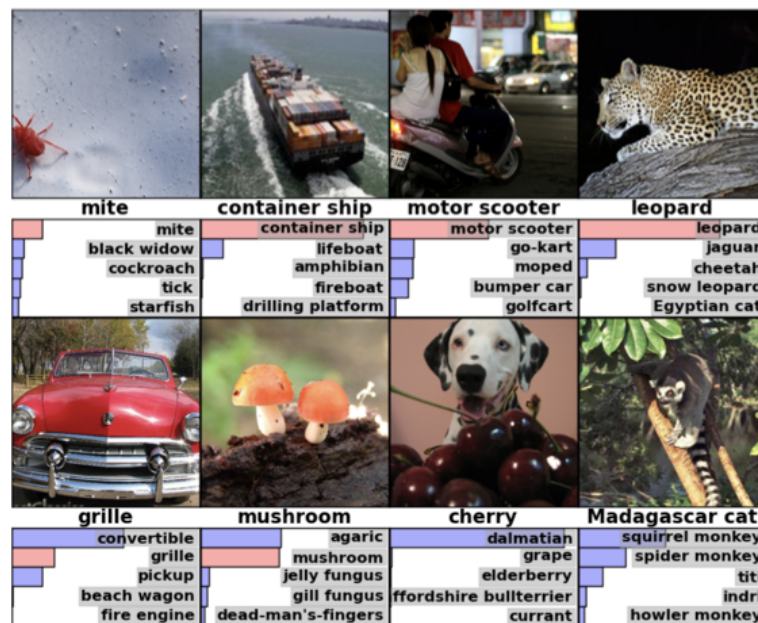 mite container ship motor scooter leopard
mite container ship motor scooter leopard
black widow lifeboat go-kart jaguar
cockroach amphibian moped cheetah
tick fireboat bumper car snow leopard
starfish drilling platform golfcart Egyptian cat
grille mushroom cherry Madagascar cat
convertible agaric dalmatian squirrel monkey
grille mushroom grape spider monkey
pickup jelly fungus elderberry titi
beach wagon gill fungus ffordshire bullterrier indri
fire engine dead-man's-fingers currant howler monkey